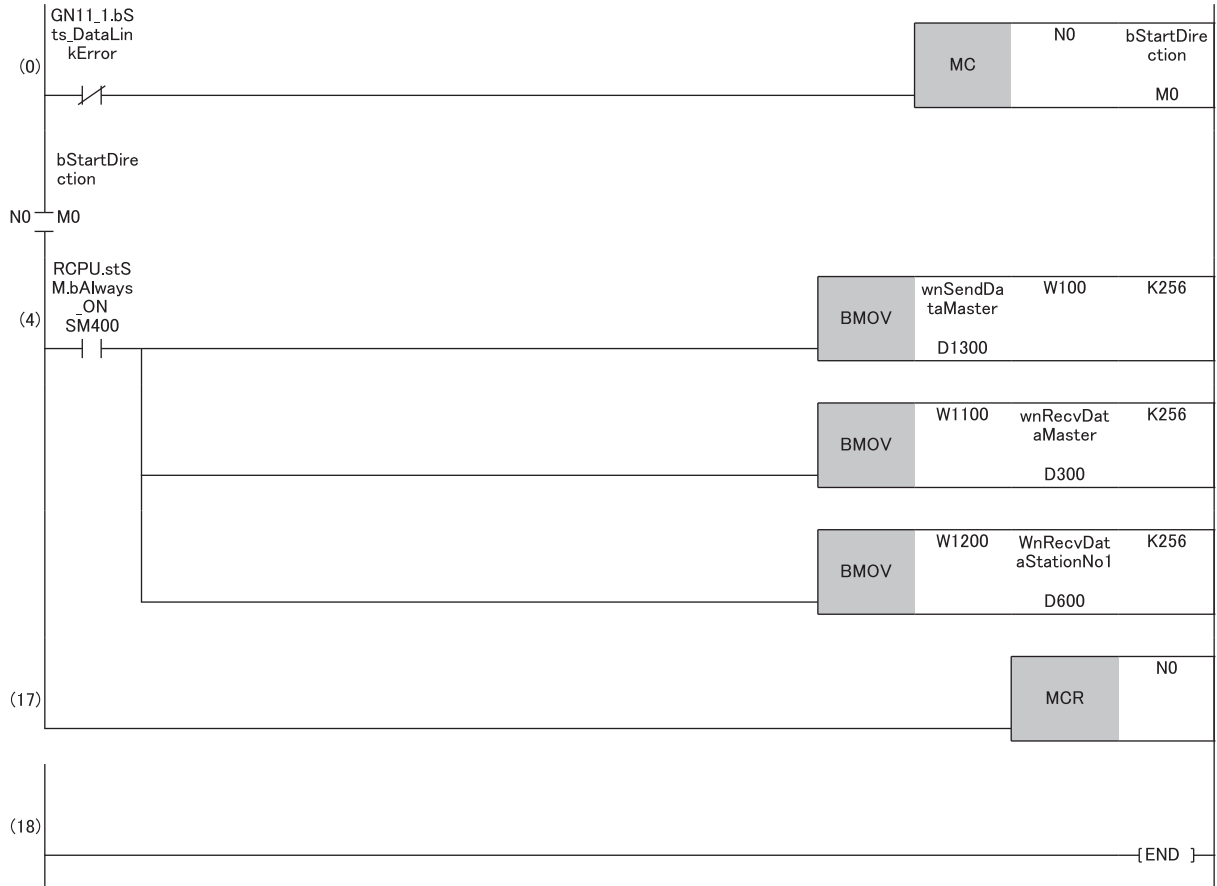 GN11_1.bS
ts_DataLin
kError
(0)
MC
N0
bStartDire
ction
M0
bStartDire
ction
N0
M0
RCPU.stS
M.bAlways
_ON
SM400
(4)
BMOV
wnSendDa
taMaster
D1300
W100
K256
BMOV
W1100
wnRecvDat
aMaster
D300
K256
BMOV
W1200
WnRecvDat
aStationNo1
D600
K256
(17)
MCR
N0
(18)
[END ]